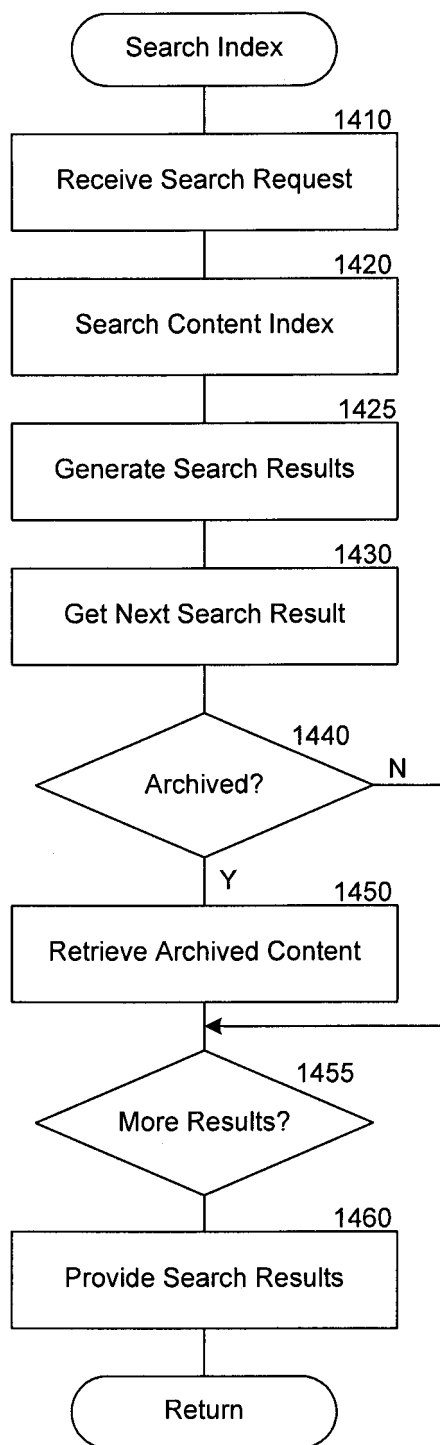 Search Index
1410
Receive Search Request
1420
Search Content Index
1425
Generate Search Results
1430
Get Next Search Result
1440
Archived?
N
Y
1450
Retrieve Archived Content
1455
More Results?
1460
Provide Search Results
Return